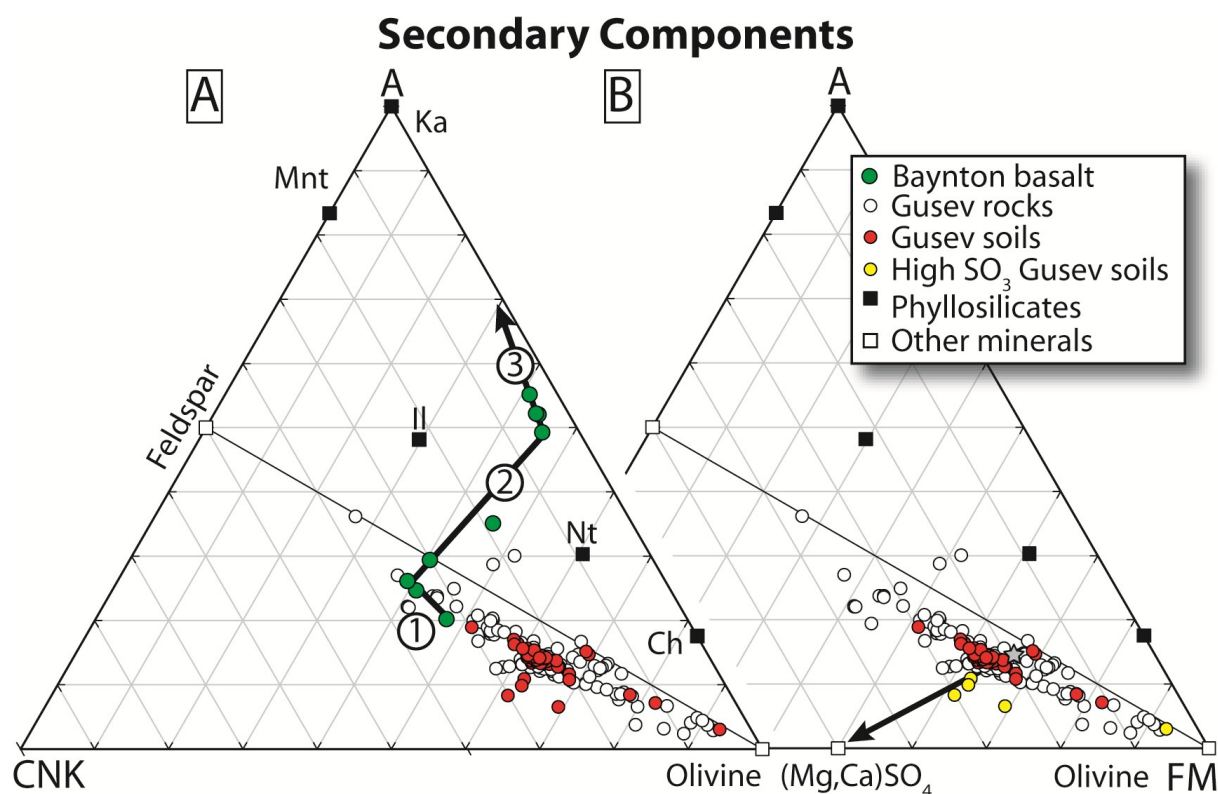 Secondary Components
A
A
Ka
Mnt
Feldspar
Il
3
2
Nt
1
Ch
CNK
Olivine
B
A
Baynton basalt
Gusev rocks
Gusev soils
High SO₃ Gusev soils
Phyllosilicates
Other minerals
(Mg,Ca)SO₄
Olivine
FM